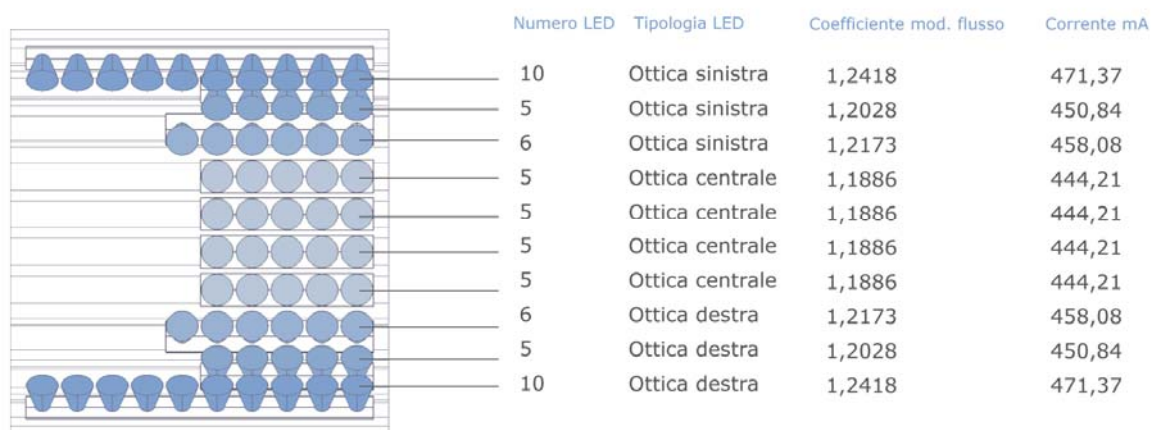 Numero LED Tipologia LED Coefficiente mod. flusso Corrente mA
10 Ottica sinistra 1,2418 471,37
5 Ottica sinistra 1,2028 450,84
6 Ottica sinistra 1,2173 458,08
5 Ottica centrale 1,1886 444,21
5 Ottica centrale 1,1886 444,21
5 Ottica centrale 1,1886 444,21
5 Ottica centrale 1,1886 444,21
6 Ottica destra 1,2173 458,08
5 Ottica destra 1,2028 450,84
10 Ottica destra 1,2418 471,37